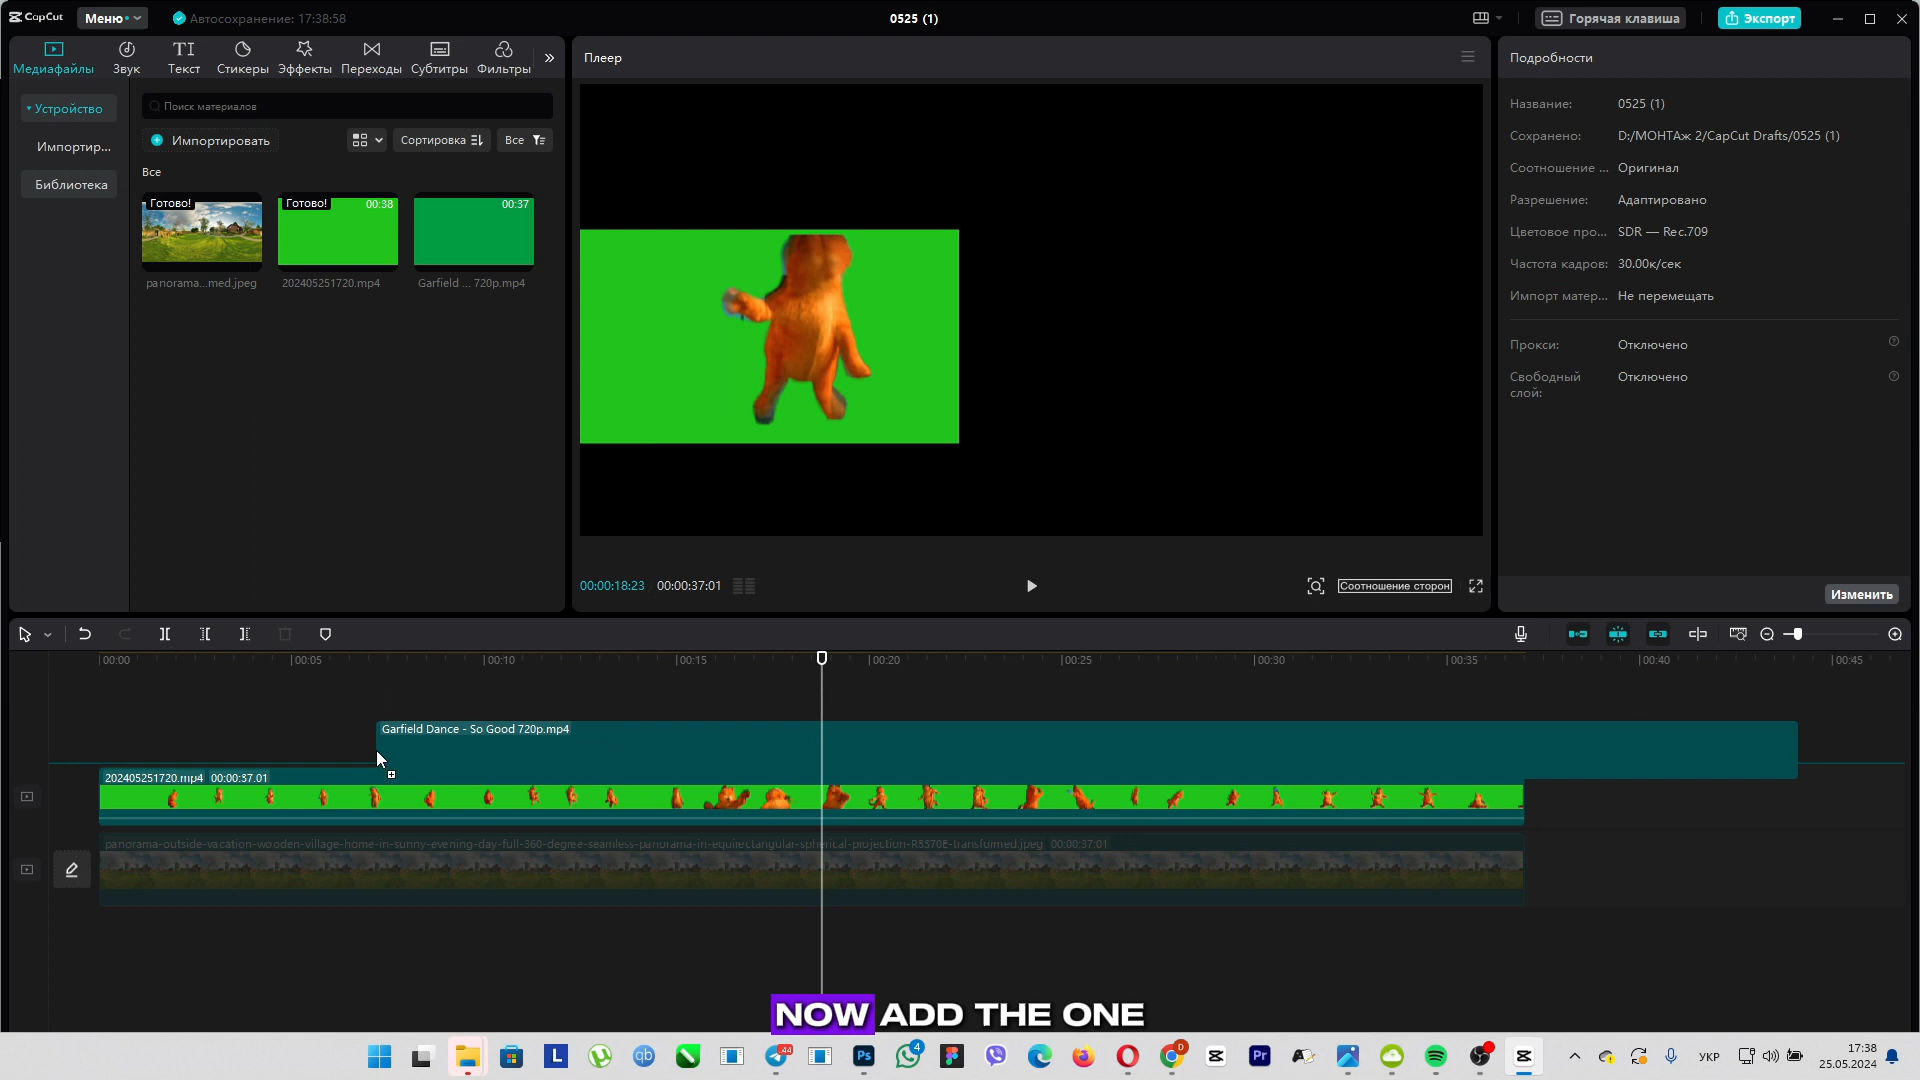 CapCut
Меню
Автосохранение: 17:38:58
0525 (1)
Горячая клавиша
Экспорт
Медиафайлы
Звук
Текст
Стикеры
Эффекты
Переходы
Субтитры
Фильтры
Устройство
Импортир...
Библиотека
Поиск материалов
Импортировать
Сортировка
Все
Все
Готово!
panorama...med.jpeg
Готово!
00:38
202405251720.mp4
00:37
Garfield ... 720p.mp4
Плеер
00:00:18:23
00:00:37:01
Соотношение сторон
Подробности
Название: 0525 (1)
Сохранено: D:/МОНТАж 2/CapCut Drafts/0525 (1)
Соотношение ... Оригинал
Разрешение: Адаптировано
Цветовое про... SDR — Rec.709
Частота кадров: 30.00к/сек
Импорт матер... Не перемещать
Прокси: Отключено
Свободный слой: Отключено
Изменить
00:00
00:05
00:10
00:15
00:20
00:25
00:30
00:35
00:40
00:45
Garfield Dance - So Good 720p.mp4
202405251720.mp4 00:00:37:01
panorama-outside-vacation-wooden-village-home-in-sunny-evening-day-full-360-degree-seamless-panorama-in-equirectangular-spherical-projection-R5570E-transformed.jpeg 00:00:37:01
NOW ADD THE ONE
L
qb
44
Ps
4
D
Pr
УКР
17:38
25.05.2024